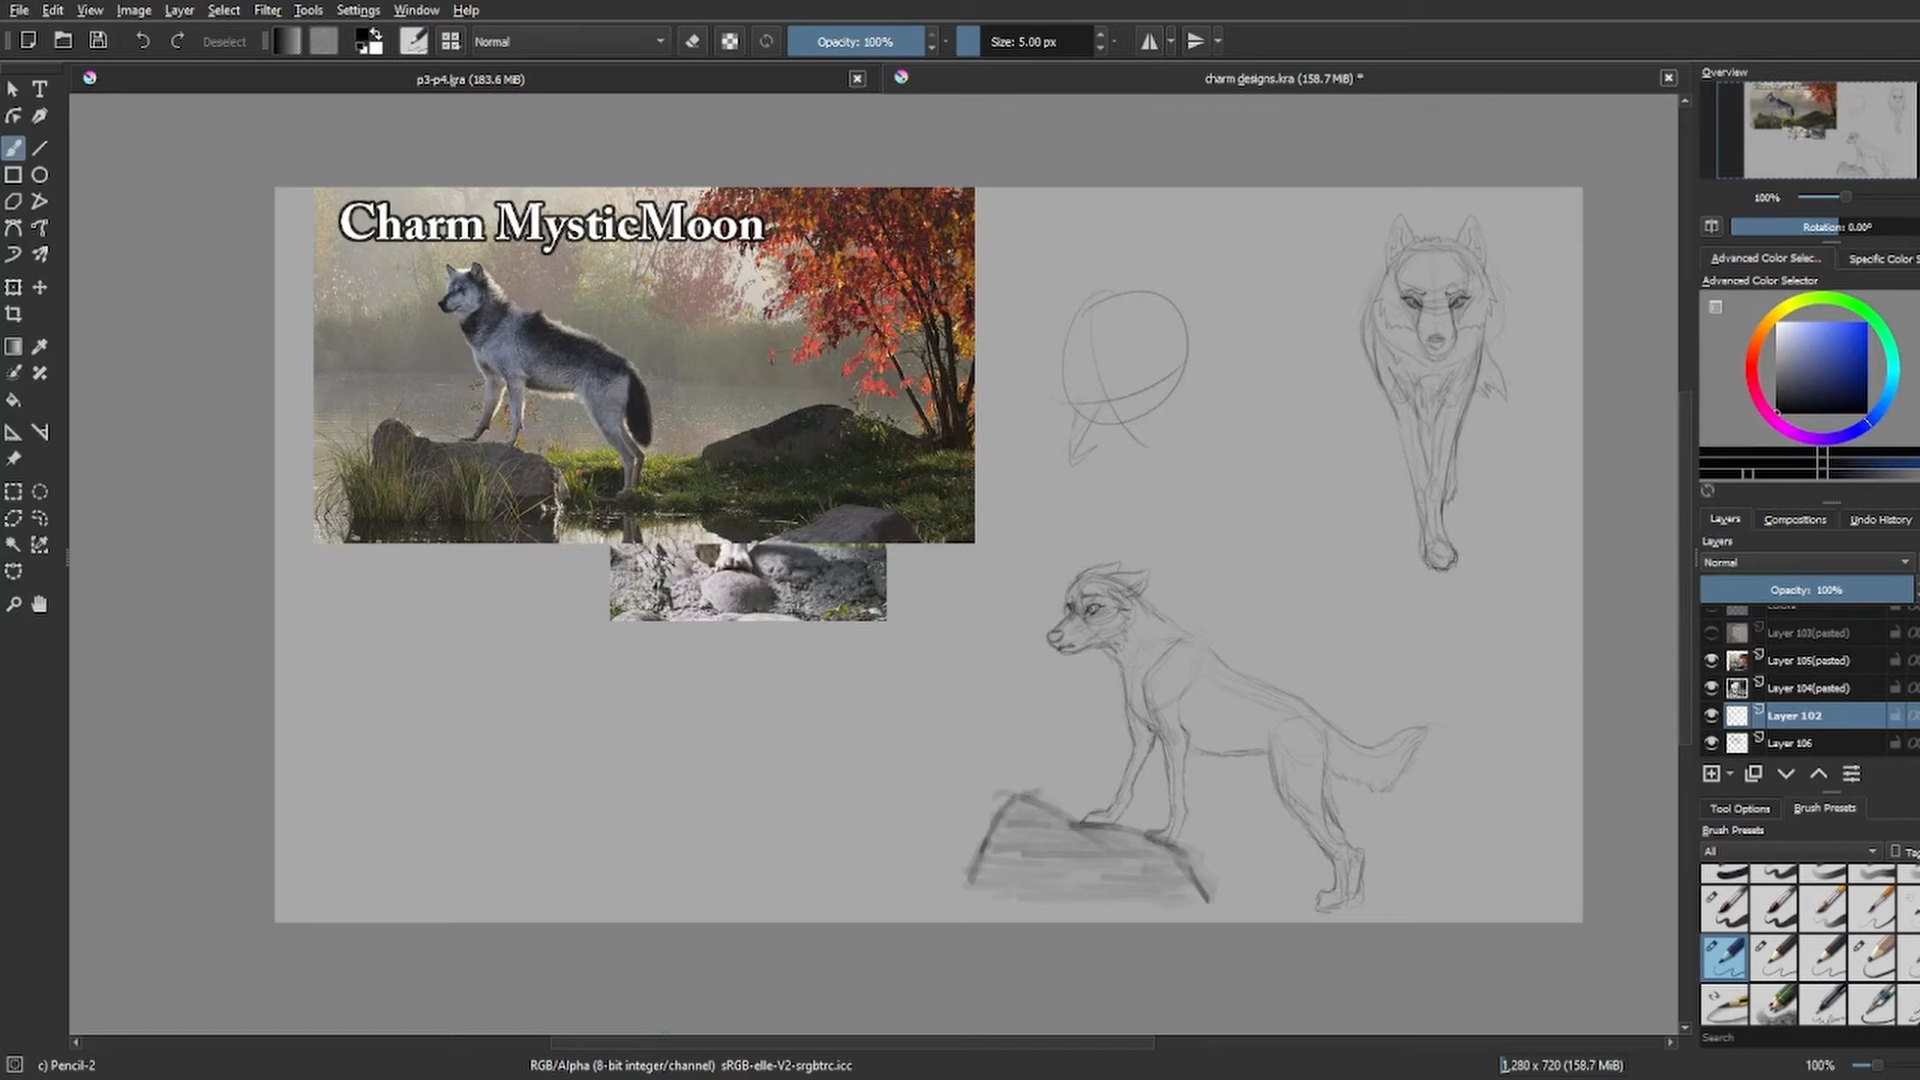 File Edit View Image Layer Select Filter Tools Settings Window Help
Deselect
Normal
Opacity: 100%
Size: 5.00 px
p3-p4.kra (183.6 MiB)
charm designs.kra (158.7 MiB) *
Overview
100%
Rotation: 0.00°
Advanced Color Selec... Specific Color S
Advanced Color Selector
Charm MysticMoon
Layers Compositions Undo History
Layers
Normal
Opacity: 100%
Layer 103(pasted)
Layer 105(pasted)
Layer 104(pasted)
Layer 102
Layer 106
Tool Options Brush Presets
Brush Presets
All
Tag
Search
c) Pencil-2
RGB/Alpha (8-bit integer/channel) sRGB-elle-V2-srgbtrc.icc
1,280 x 720 (158.7 MiB)
100%